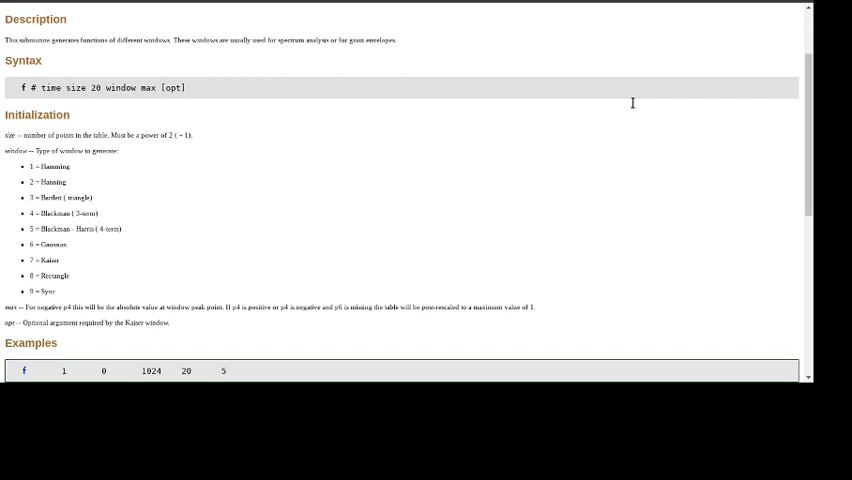 Description
This subroutine generates functions of different windows. These windows are usually used for spectrum analysis or for grain envelopes.
Syntax
f # time size 20 window max [opt]
Initialization
size -- number of points in the table. Must be a power of 2 ( + 1).
window -- Type of window to generate:
• 1 = Hamming
• 2 = Hanning
• 3 = Bartlett ( triangle)
• 4 = Blackman ( 3-term)
• 5 = Blackman - Harris ( 4-term)
• 6 = Gaussian
• 7 = Kaiser
• 8 = Rectangle
• 9 = Sync
max -- For negative p4 this will be the absolute value at window peak point. If p4 is positive or p4 is negative and p6 is missing the table will be post-rescaled to a maximum value of 1.
opt -- Optional argument required by the Kaiser window.
Examples
f 1 0 1024 20 5